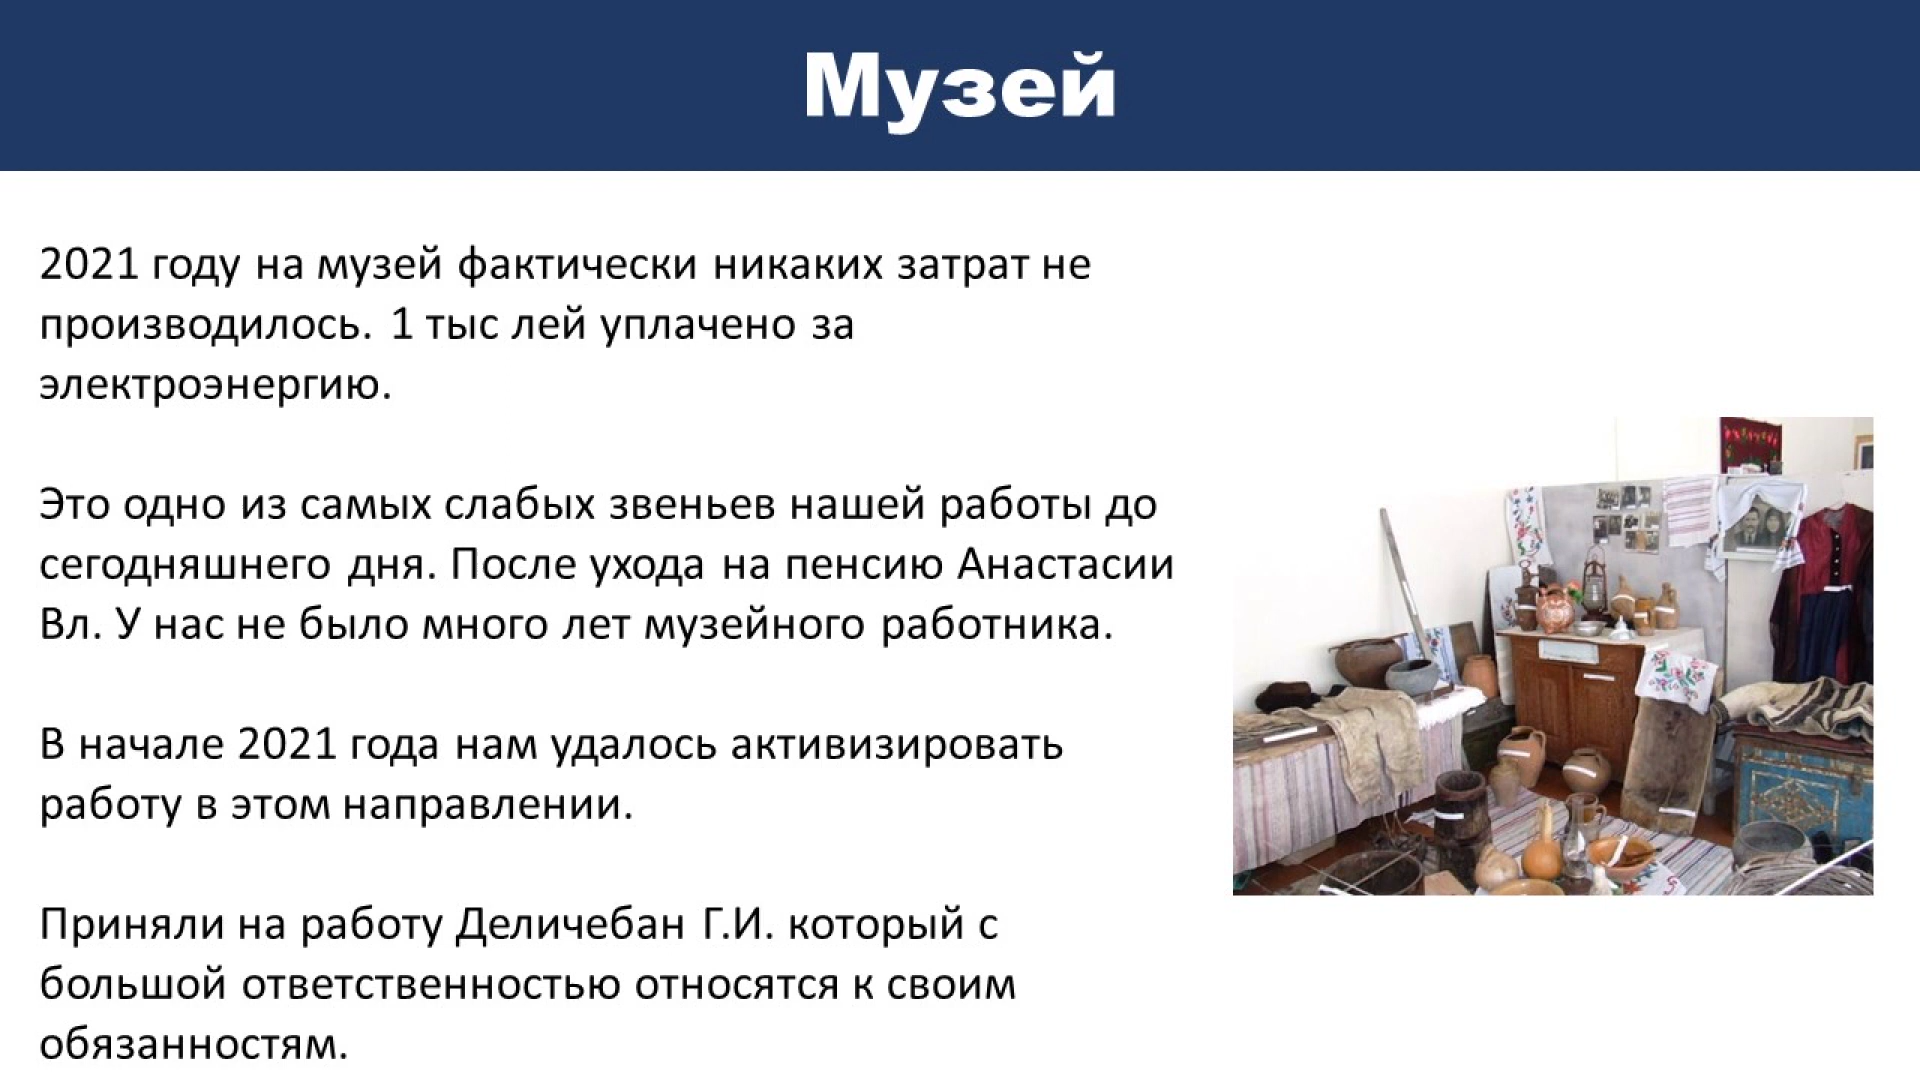 Музей
2021 году на музей фактически никаких затрат не
производилось. 1 тыс лей уплачено за
электроэнергию.
Это одно из самых слабых звеньев нашей работы до
сегодняшнего дня. После ухода на пенсию Анастасии
Вл. У нас не было много лет музейного работника.
В начале 2021 года нам удалось активизировать
работу в этом направлении.
Приняли на работу Деличебан Г.И. который с
большой ответственностью относятся к своим
обязанностям.